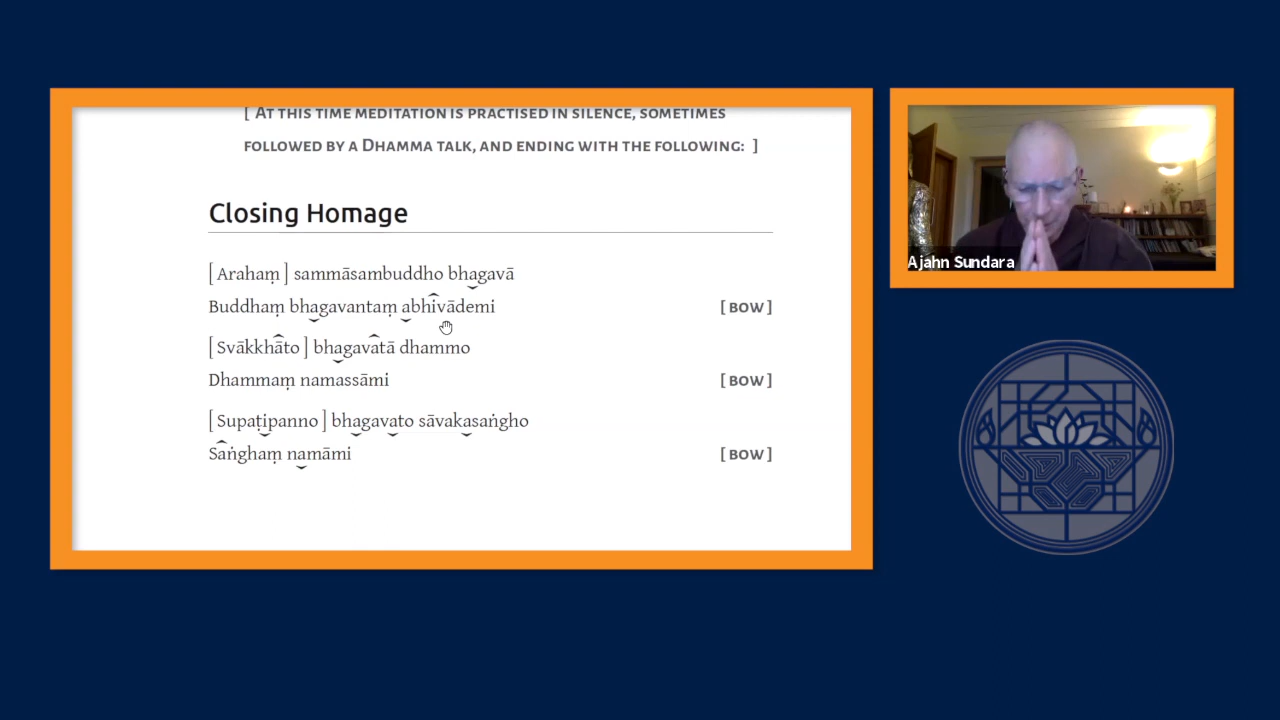 [ At this time meditation is practised in silence, sometimes
followed by a Dhamma talk, and ending with the following: ]
Closing Homage
[ Arahaṃ ] sammāsambuddho bhagavā
Buddhaṃ bhagavantaṃ abhivādemi [ BOW ]
[ Svākkhāto ] bhagavatā dhammo
Dhammaṃ namassāmi [ BOW ]
[ Supaṭipanno ] bhagavato sāvakasaṅgho
Saṅghaṃ namāmi [ BOW ]
Ajahn Sundara